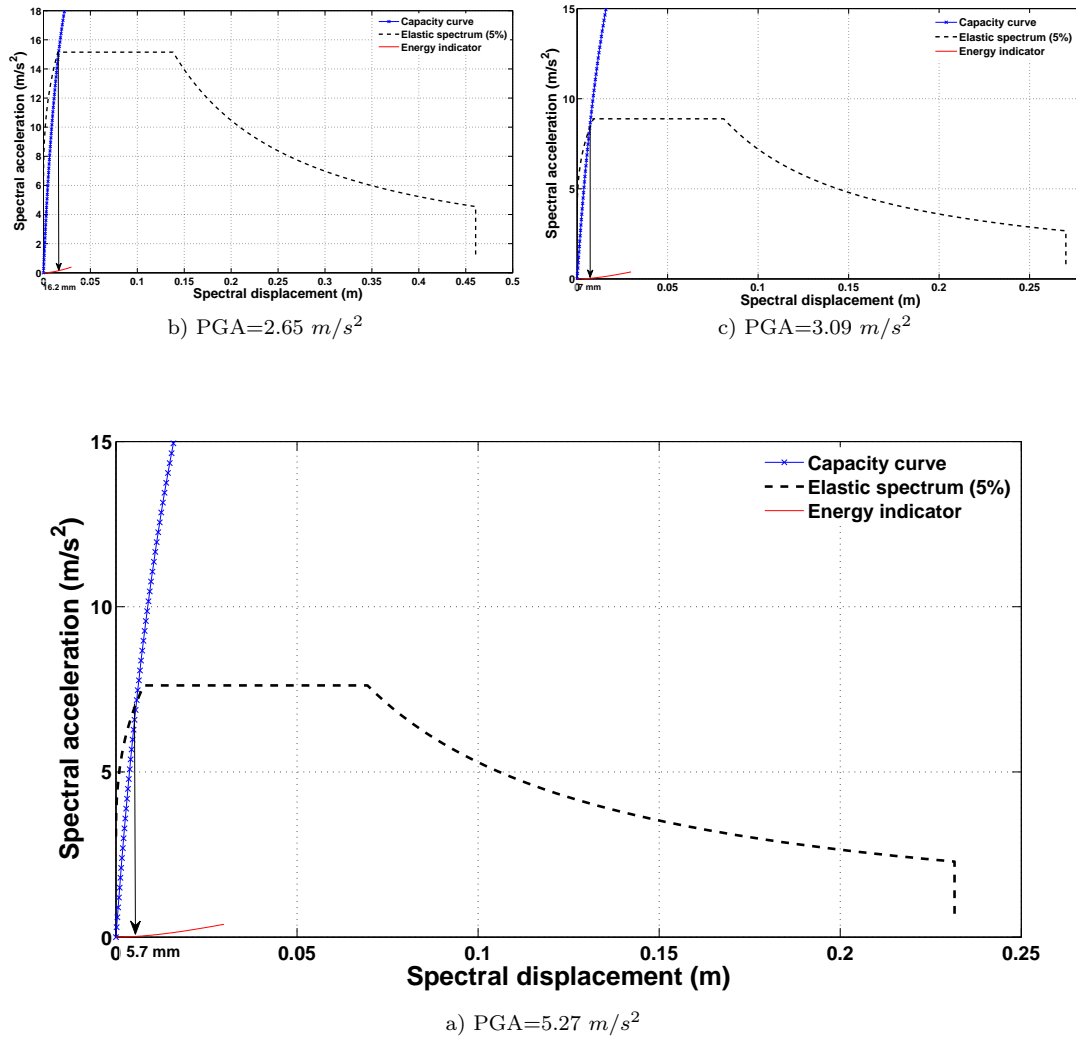 Capacity curve
Elastic spectrum (5%)
Energy indicator
Spectral acceleration (m/s²)
18
16
14
12
10
8
6
4
2
0
0 0.05 0.1 0.15 0.2 0.25 0.3 0.35 0.4 0.45 0.5
16.2 mm
Spectral displacement (m)
b) PGA=2.65 m/s²
Capacity curve
Elastic spectrum (5%)
Energy indicator
Spectral acceleration (m/s²)
15
10
5
0
0 0.05 0.1 0.15 0.2 0.25
7 mm
Spectral displacement (m)
c) PGA=3.09 m/s²
Capacity curve
Elastic spectrum (5%)
Energy indicator
Spectral acceleration (m/s²)
15
10
5
0
0 0.05 0.1 0.15 0.2 0.25
5.7 mm
Spectral displacement (m)
a) PGA=5.27 m/s²